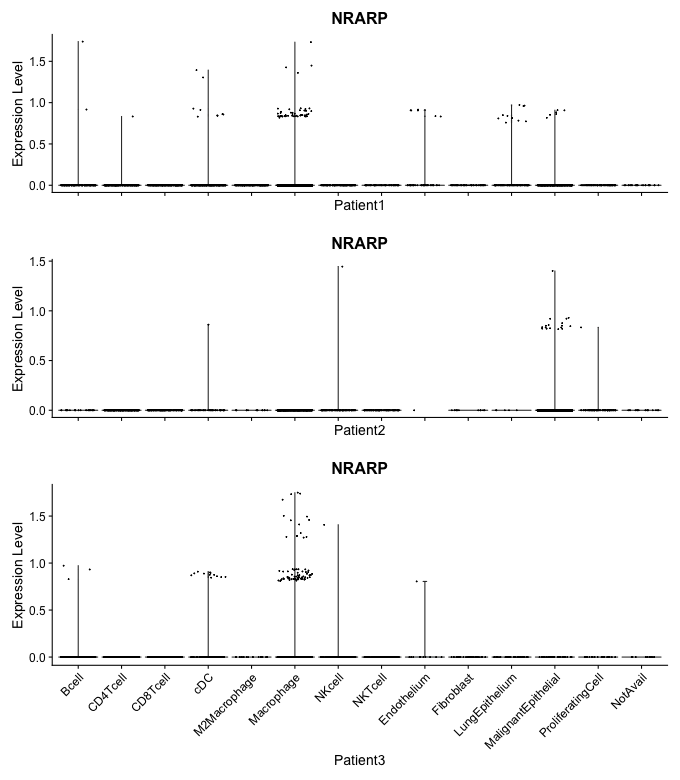 NRARP
Expression Level
1.5
1.0
0.5
0.0
Patient1
NRARP
Expression Level
1.5
1.0
0.5
0.0
Patient2
NRARP
Expression Level
1.5
1.0
0.5
0.0
Bcell
CD4Tcell
CD8Tcell
cDC
M2Macrophage
Macrophage
NKcell
NKTcell
Endothelium
Fibroblast
LungEpithelium
MalignantEpithelial
ProliferatingCell
NotAvail
Patient3